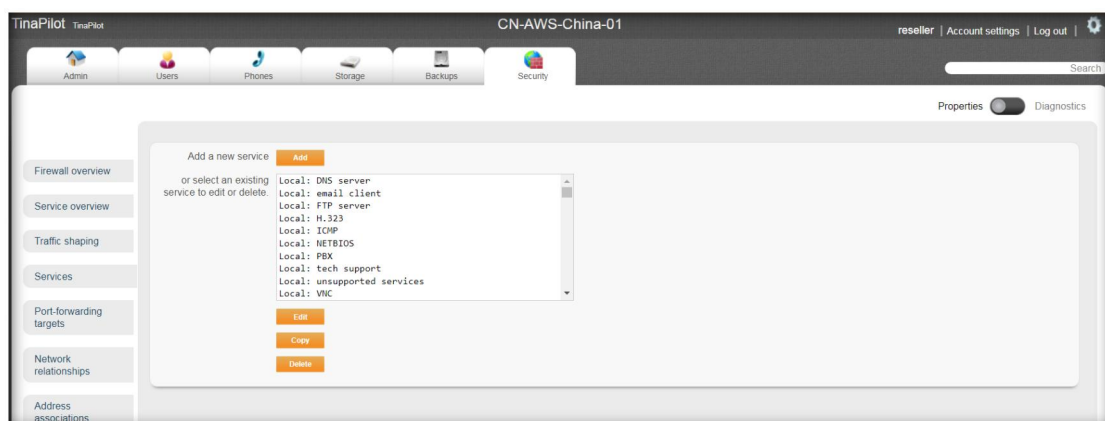 TinaPilot TinaPilot
CN-AWS-China-01
reseller | Account settings | Log out |
Admin
Users
Phones
Storage
Backups
Security
Search
Properties
Diagnostics
Firewall overview
Service overview
Traffic shaping
Services
Port-forwarding
targets
Network
relationships
Address
associations
Add a new service
Add
or select an existing
service to edit or delete.
Local: DNS server
Local: email client
Local: FTP server
Local: H.323
Local: ICMP
Local: NETBIOS
Local: PBX
Local: tech support
Local: unsupported services
Local: VNC
Edit
Copy
Delete